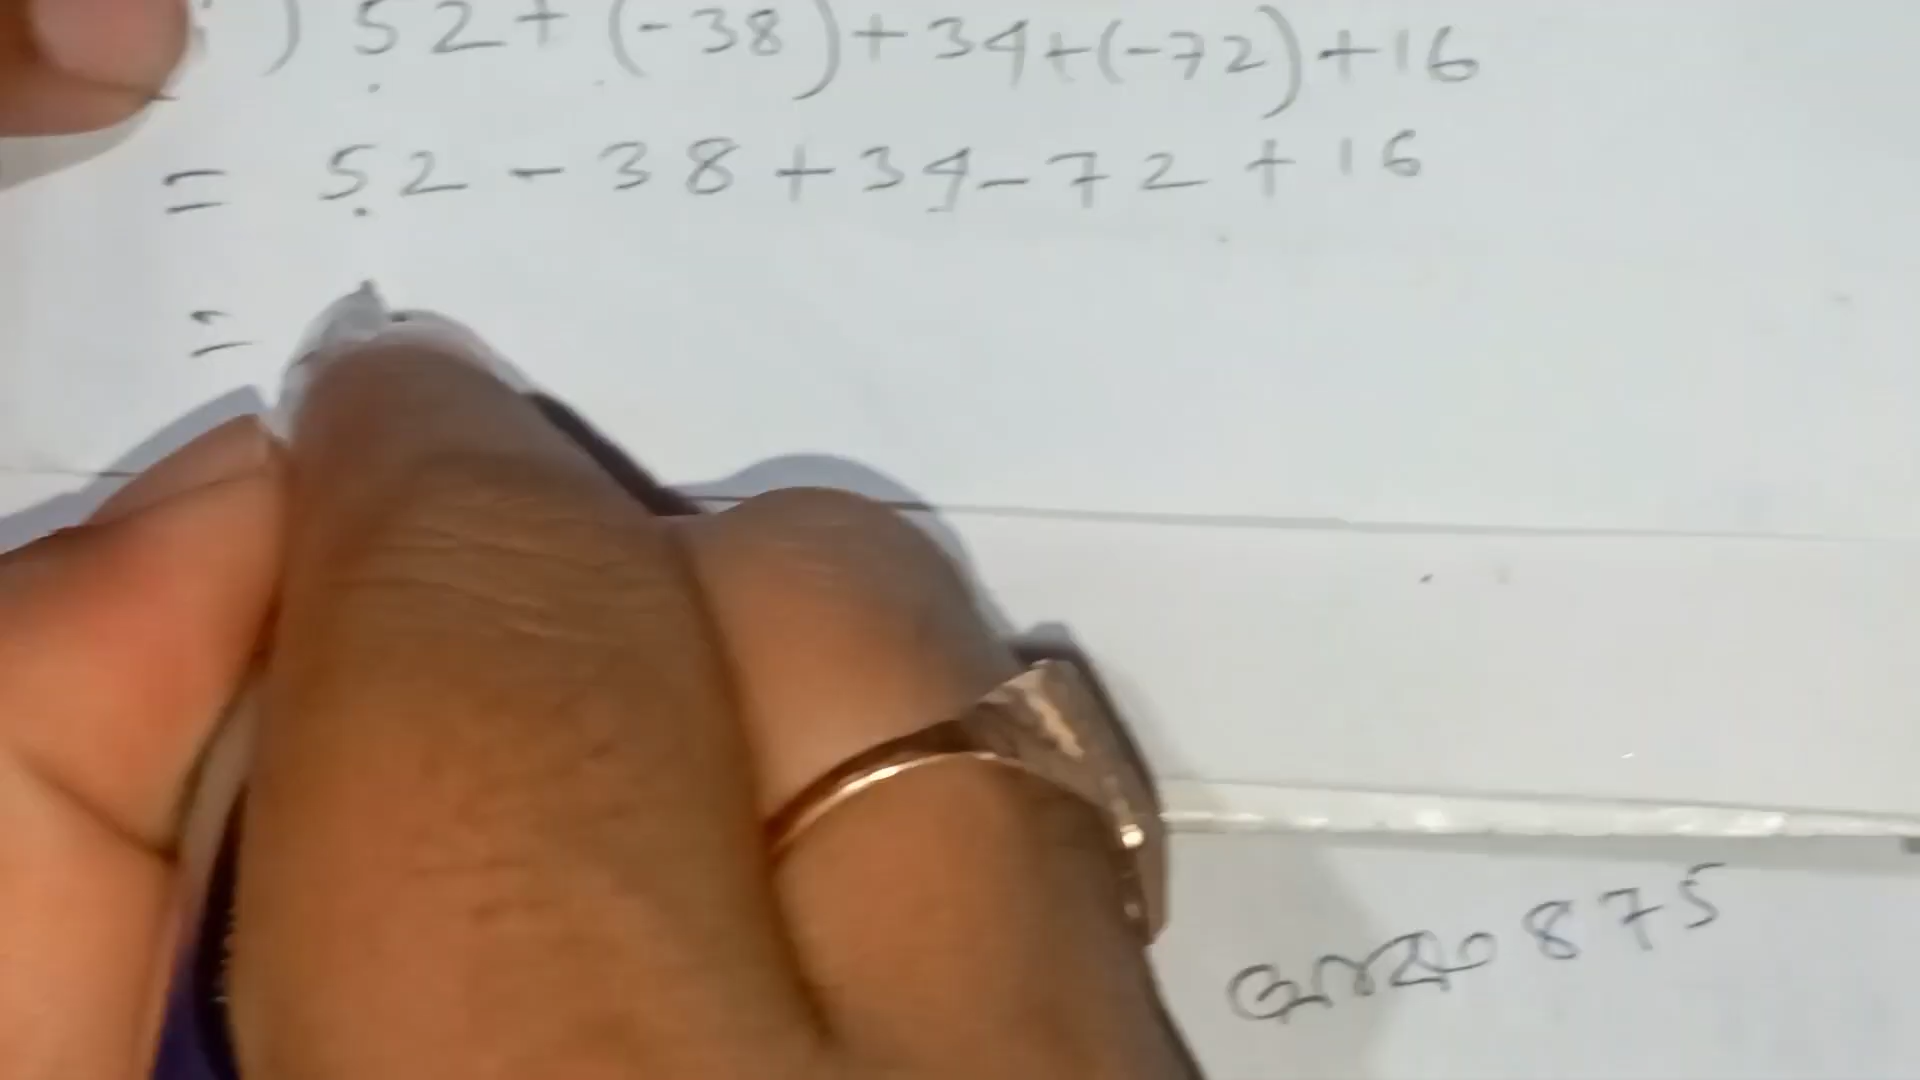 ) 52 + (-38) + 34 + (-72) + 16
= 52 - 38 + 34 - 72 + 16
=
875